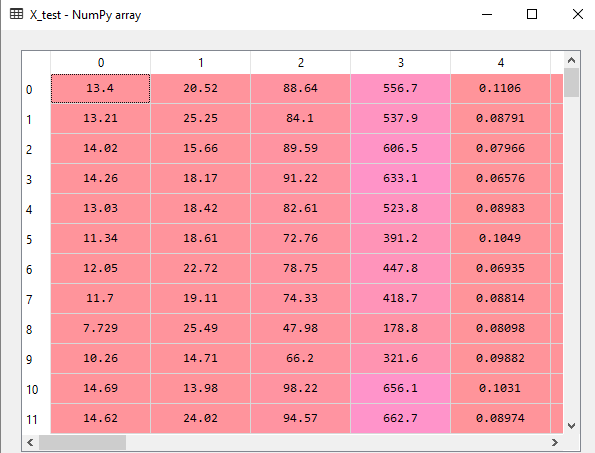 X_test - NumPy array
0 1 2 3 4
0 13.4 20.52 88.64 556.7 0.1106
1 13.21 25.25 84.1 537.9 0.08791
2 14.02 15.66 89.59 606.5 0.07966
3 14.26 18.17 91.22 633.1 0.06576
4 13.03 18.42 82.61 523.8 0.08983
5 11.34 18.61 72.76 391.2 0.1049
6 12.05 22.72 78.75 447.8 0.06935
7 11.7 19.11 74.33 418.7 0.08814
8 7.729 25.49 47.98 178.8 0.08098
9 10.26 14.71 66.2 321.6 0.09882
10 14.69 13.98 98.22 656.1 0.1031
11 14.62 24.02 94.57 662.7 0.08974